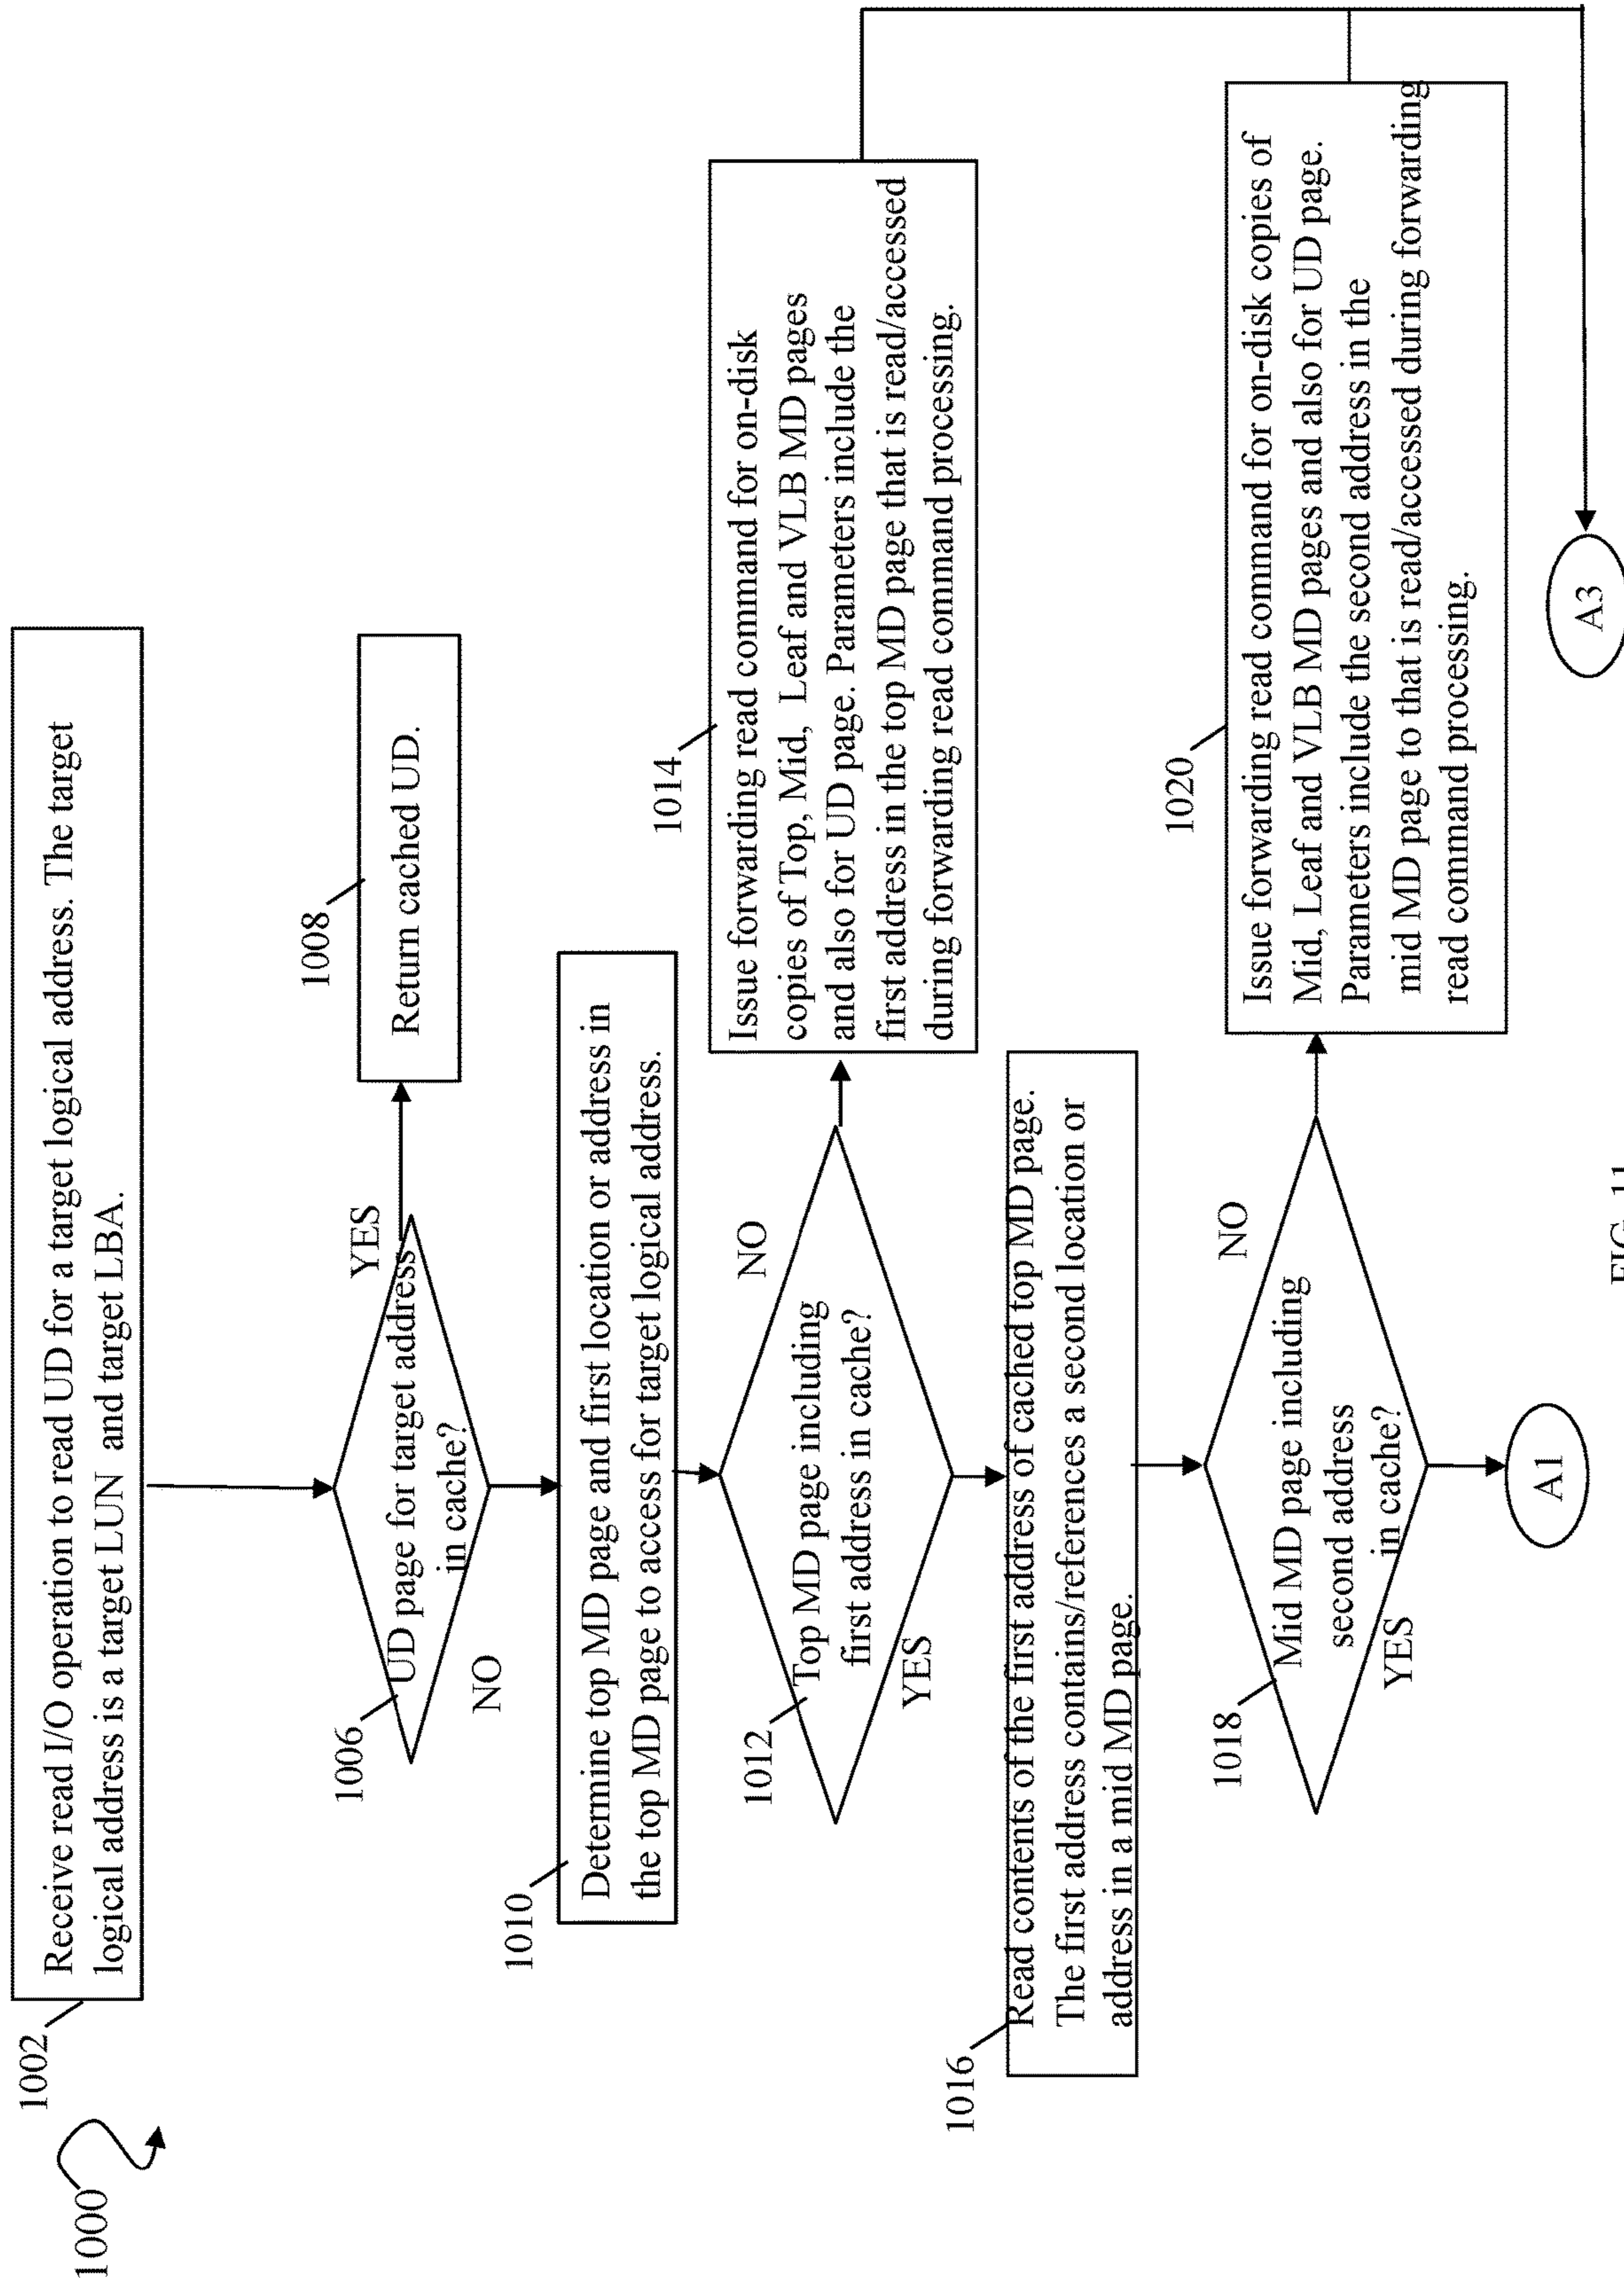 1000
1002
Receive read I/O operation to read UD for a target logical address. The target
logical address is a target LUN and target LBA.
1006
UD page for target address
in cache?
YES
NO
1008
Return cached UD.
1010
Determine top MD page and first location or address in
the top MD page to access for target logical address.
1012
Top MD page including
first address in cache?
NO
YES
1014
Issue forwarding read command for on-disk
copies of Top, Mid, Leaf and VLB MD pages
and also for UD page. Parameters include the
first address in the top MD page that is read/accessed
during forwarding read command processing.
1016
Read contents of the first address of cached top MD page.
The first address contains/references a second location or
address in a mid MD page.
1018
Mid MD page including
second address
in cache?
NO
YES
1020
Issue forwarding read command for on-disk copies of
Mid, Leaf and VLB MD pages and also for UD page.
Parameters include the second address in the
mid MD page to that is read/accessed during forwarding
read command processing.
A1
A3
FIG. 11